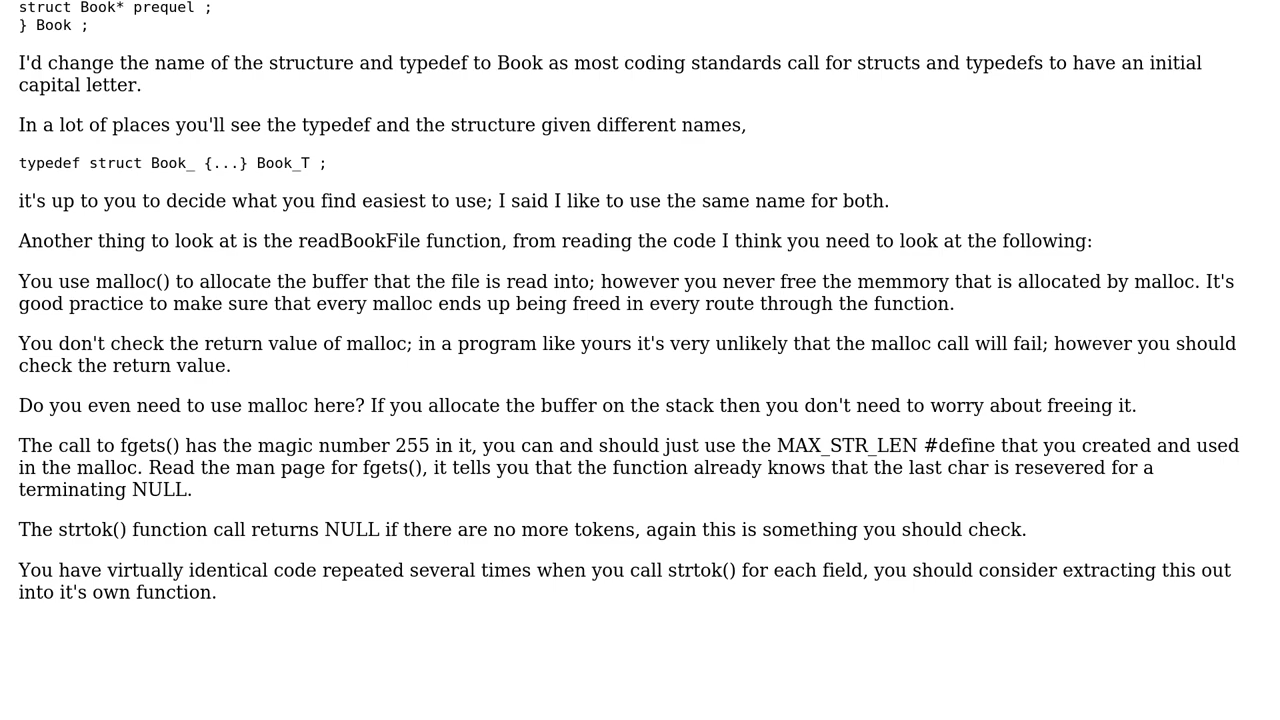 struct Book* prequel ;
} Book ;
I'd change the name of the structure and typedef to Book as most coding standards call for structs and typedefs to have an initial
capital letter.
In a lot of places you'll see the typedef and the structure given different names,
typedef struct Book_ {...} Book_T ;
it's up to you to decide what you find easiest to use; I said I like to use the same name for both.
Another thing to look at is the readBookFile function, from reading the code I think you need to look at the following:
You use malloc() to allocate the buffer that the file is read into; however you never free the memmory that is allocated by malloc. It's
good practice to make sure that every malloc ends up being freed in every route through the function.
You don't check the return value of malloc; in a program like yours it's very unlikely that the malloc call will fail; however you should
check the return value.
Do you even need to use malloc here? If you allocate the buffer on the stack then you don't need to worry about freeing it.
The call to fgets() has the magic number 255 in it, you can and should just use the MAX_STR_LEN #define that you created and used
in the malloc. Read the man page for fgets(), it tells you that the function already knows that the last char is resevered for a
terminating NULL.
The strtok() function call returns NULL if there are no more tokens, again this is something you should check.
You have virtually identical code repeated several times when you call strtok() for each field, you should consider extracting this out
into it's own function.